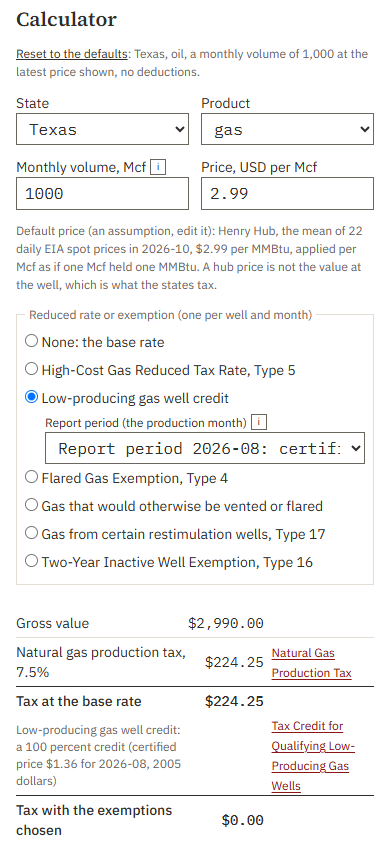 Calculator
Reset to the defaults: Texas, oil, a monthly volume of 1,000 at the
latest price shown, no deductions.
State
Product
Texas
gas
Monthly volume, Mcf i
Price, USD per Mcf
1000
2.99
Default price (an assumption, edit it): Henry Hub, the mean of 22
daily EIA spot prices in 2026-10, $2.99 per MMBtu, applied per
Mcf as if one Mcf held one MMBtu. A hub price is not the value at
the well, which is what the states tax.
Reduced rate or exemption (one per well and month)
None: the base rate
High-Cost Gas Reduced Tax Rate, Type 5
Low-producing gas well credit
Report period (the production month) i
Report period 2026-08: certif
Flared Gas Exemption, Type 4
Gas that would otherwise be vented or flared
Gas from certain restimulation wells, Type 17
Two-Year Inactive Well Exemption, Type 16
Gross value $2,990.00
Natural gas production tax,
7.5%
$224.25
Natural Gas
Production Tax
Tax at the base rate $224.25
Low-producing gas well credit:
a 100 percent credit (certified
price $1.36 for 2026-08, 2005
dollars)
Tax Credit for
Qualifying Low-
Producing Gas
Wells
Tax with the exemptions
chosen
$0.00